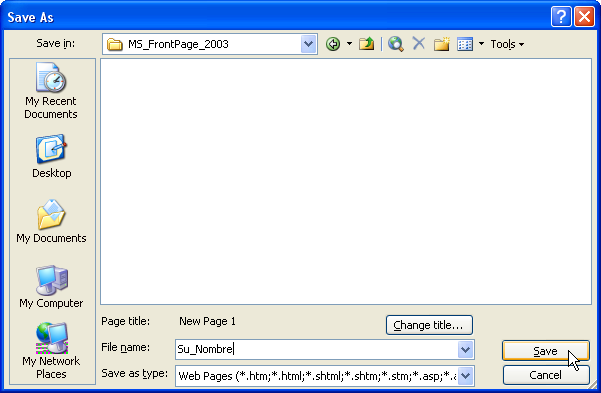 Save As
Save in:
MS_FrontPage_2003
Tools
My Recent
Documents
Desktop
My Documents
My Computer
My Network
Places
Page title:
New Page 1
Change title...
File name:
Su_Nombre
Save
Save as type:
Web Pages (*.htm;*.html;*.shtml;*.shtm;*.stm;*.asp;*.a
Cancel